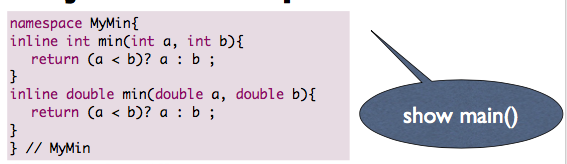 namespace MyMin{
inline int min(int a, int b){
return (a < b)? a : b ;
}
inline double min(double a, double b){
return (a < b)? a : b ;
}
} // MyMin
show main()